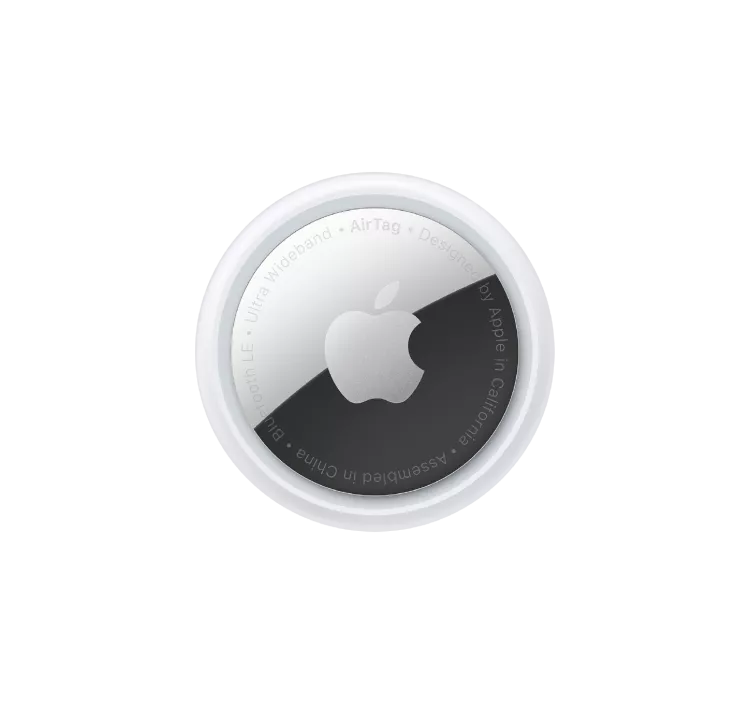 AirTag • Designed by Apple in California • Assembled in China • Bluetooth LE • Ultra Wideband •